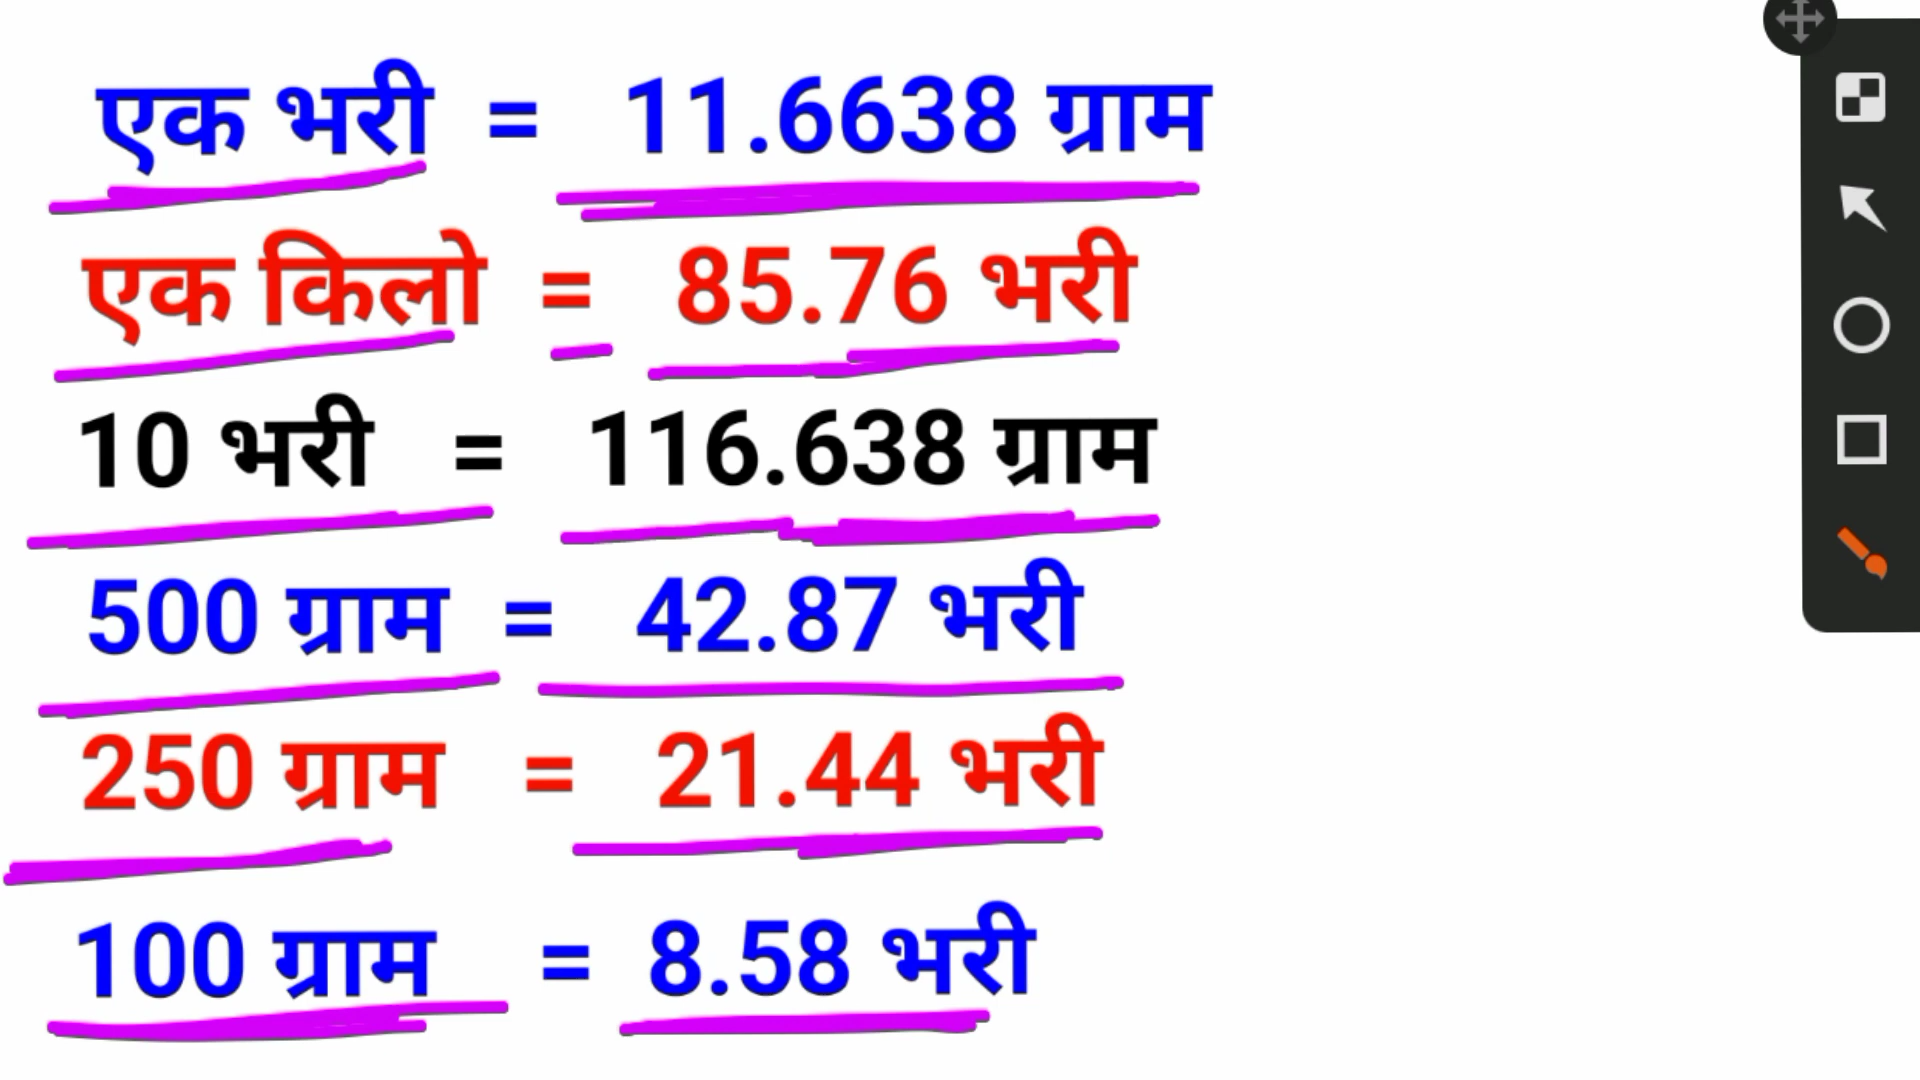 एक भरी = 11.6638 ग्राम
एक किलो = 85.76 भरी
10 भरी = 116.638 ग्राम
500 ग्राम = 42.87 भरी
250 ग्राम = 21.44 भरी
100 ग्राम = 8.58 भरी